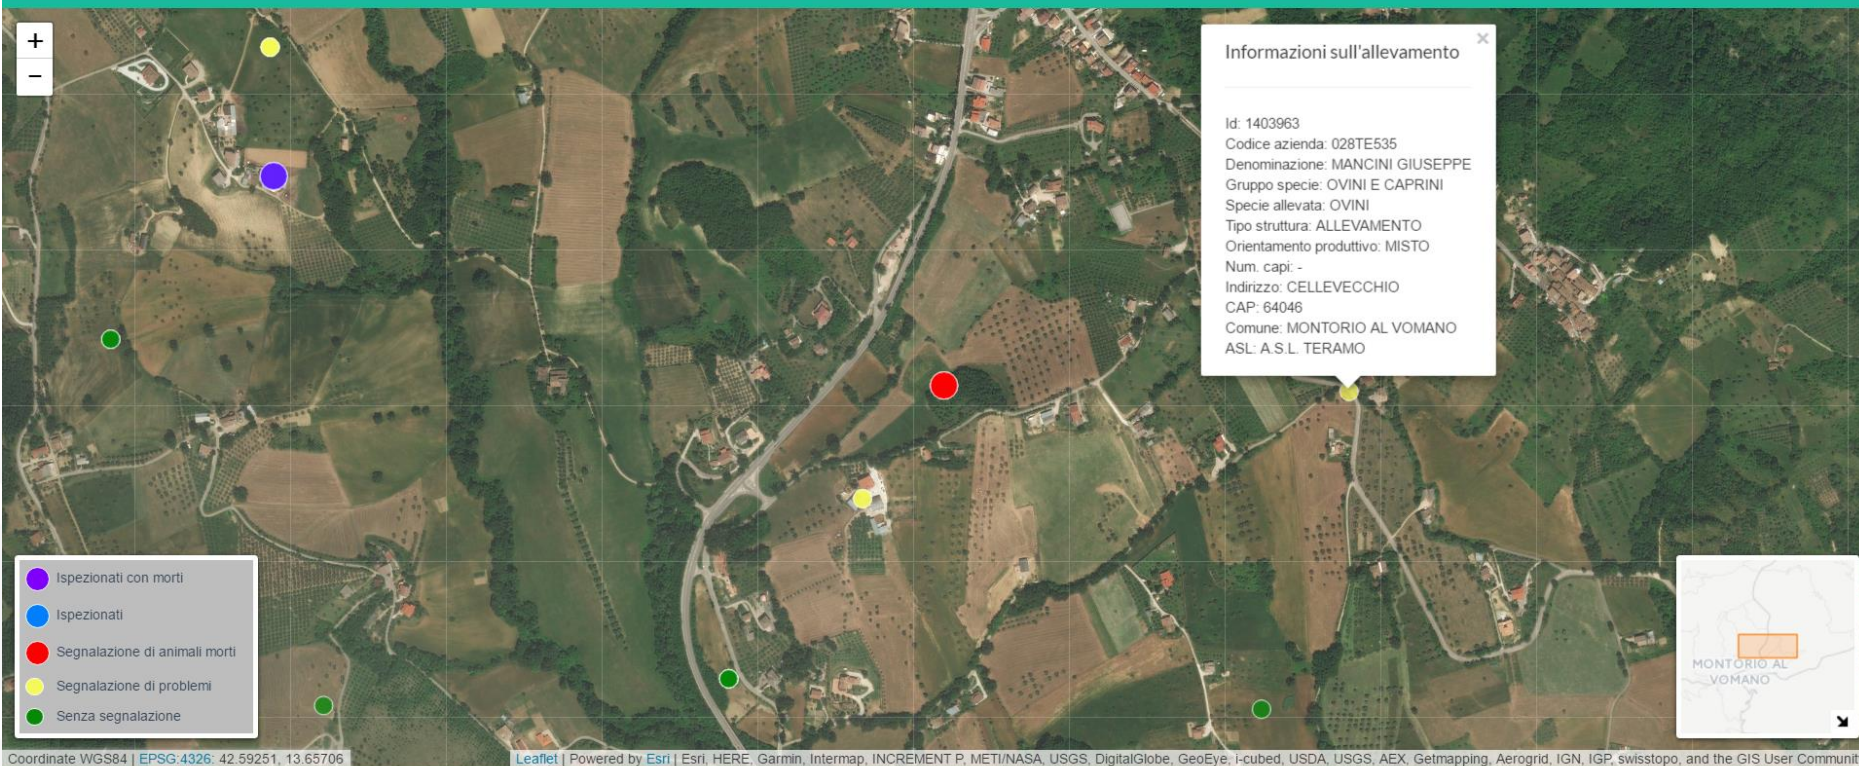 +
−
Informazioni sull'allevamento
×
Id: 1403963
Codice azienda: 028TE535
Denominazione: MANCINI GIUSEPPE
Gruppo specie: OVINI E CAPRINI
Specie allevata: OVINI
Tipo struttura: ALLEVAMENTO
Orientamento produttivo: MISTO
Num. capi: -
Indirizzo: CELLEVECCHIO
CAP: 64046
Comune: MONTORIO AL VOMANO
ASL: A.S.L. TERAMO
Ispezionati con morti
Ispezionati
Segnalazione di animali morti
Segnalazione di problemi
Senza segnalazione
MONTORIO AL
VOMANO
Coordinate WGS84 | EPSG:4326: 42.59251, 13.65706
Leaflet | Powered by Esri | Esri, HERE, Garmin, Intermap, INCREMENT P, METI/NASA, USGS, DigitalGlobe, GeoEye, i-cubed, USDA, USGS, AEX, Getmapping, Aerogrid, IGN, IGP, swisstopo, and the GIS User Communit